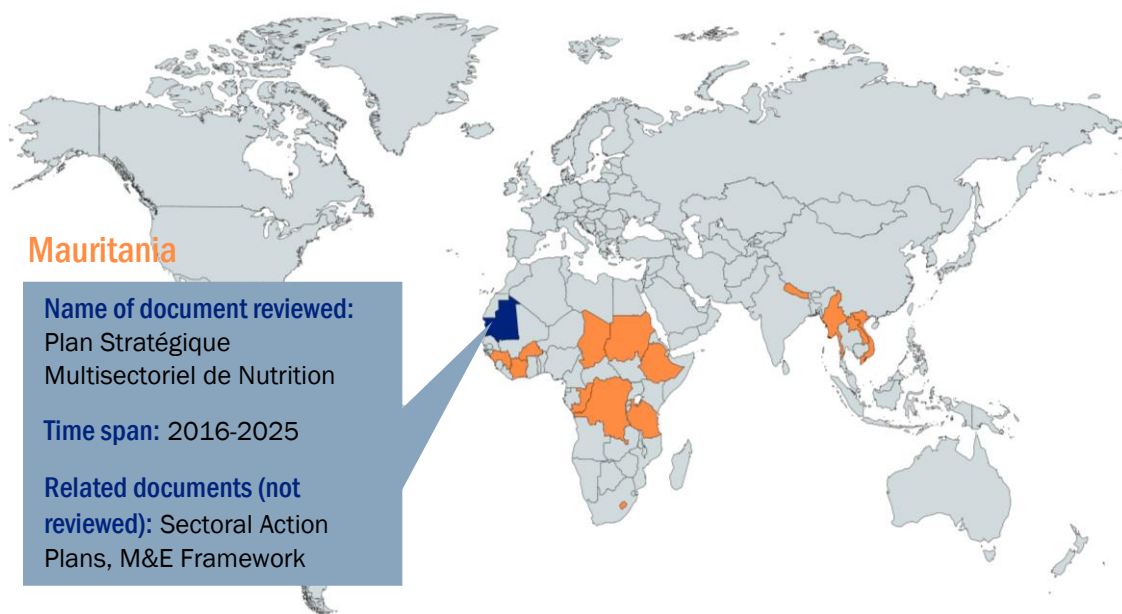 Mauritania
Name of document reviewed:
Plan Stratégique
Multisectoriel de Nutrition
Time span: 2016-2025
Related documents (not
reviewed): Sectoral Action
Plans, M&E Framework